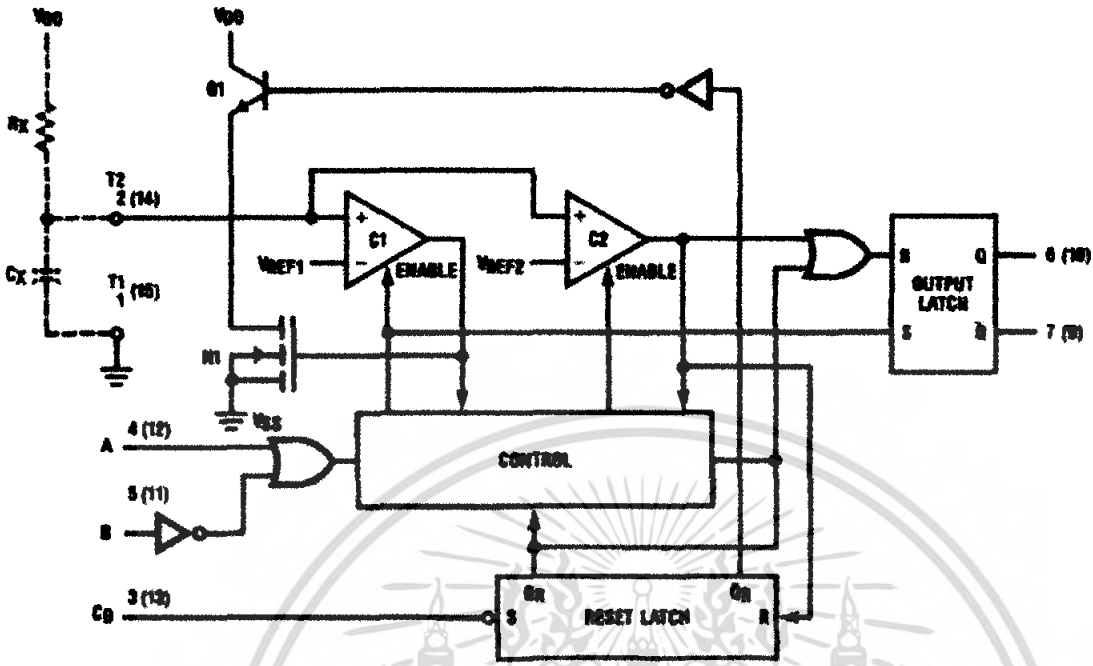 VDD
VDD
Q1
RX
T2
2 (14)
CX
T1
1 (15)
C1
C2
VREF1
VREF2
ENABLE
ENABLE
R
Q
6 (10)
OUTPUT
LATCH
S
7 (9)
N1
VSS
4 (12)
A
CONTROL
5 (11)
B
CD
3 (13)
S
QR
RESET LATCH
QR
R